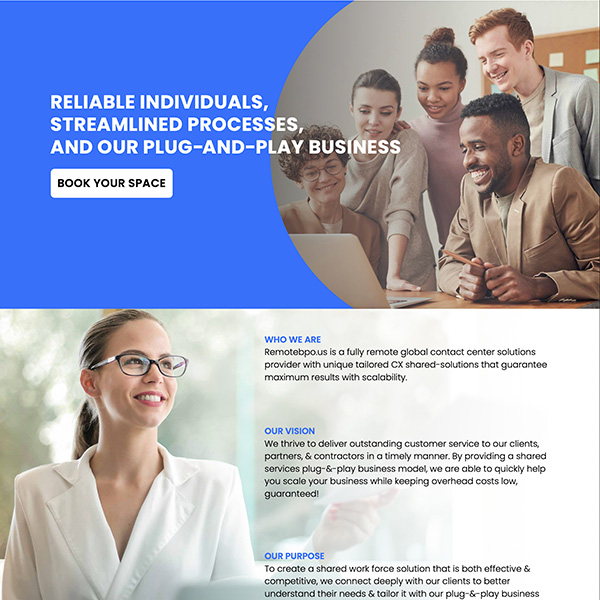 RELIABLE INDIVIDUALS,
STREAMLINED PROCESSES,
AND OUR PLUG-AND-PLAY BUSINESS
BOOK YOUR SPACE
WHO WE ARE
Remotebpo.us is a fully remote global contact center solutions
provider with unique tailored CX shared-solutions that guarantee
maximum results with scalability.
OUR VISION
We thrive to deliver outstanding customer service to our clients,
partners, & contractors in a timely manner. By providing a shared
services plug-&-play business model, we are able to quickly help
you scale your business while keeping overhead costs low,
guaranteed!
OUR PURPOSE
To create a shared work force solution that is both effective &
competitive, we connect deeply with our clients to better
understand their needs & tailor it with our plug-&-play business